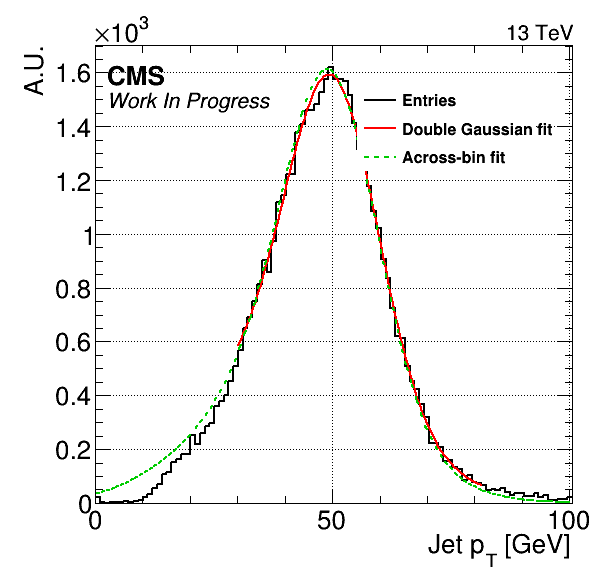 ×10³ 13 TeV
A.U.
CMS
Work In Progress
Entries
Double Gaussian fit
Across-bin fit
1.6
1.4
1.2
1
0.8
0.6
0.4
0.2
0
0 50 100
Jet p_T [GeV]